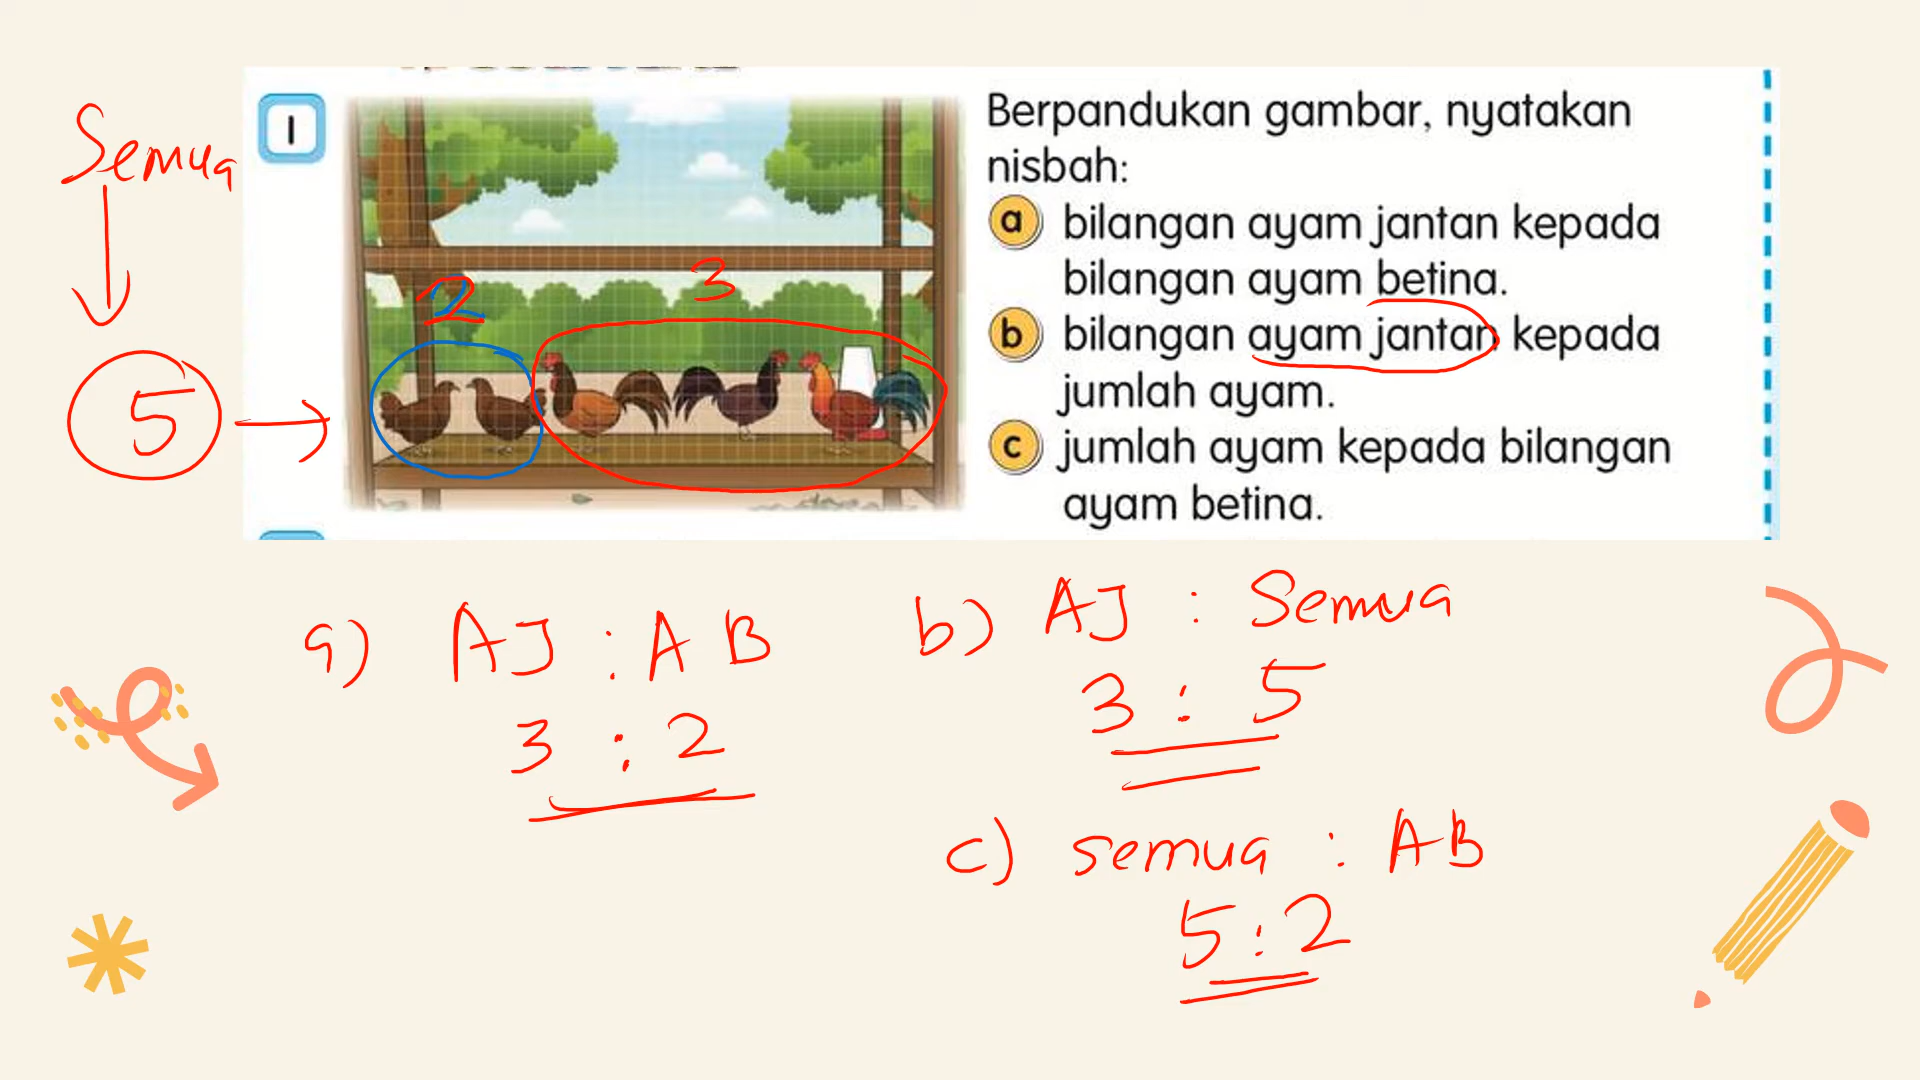 Semua
5
1
2
3
Berpandukan gambar, nyatakan
nisbah:
a bilangan ayam jantan kepada
bilangan ayam betina.
b bilangan ayam jantan kepada
jumlah ayam.
c jumlah ayam kepada bilangan
ayam betina.
a) AJ : AB
3 : 2
b) AJ : Semua
3 : 5
c) semua : AB
5 : 2